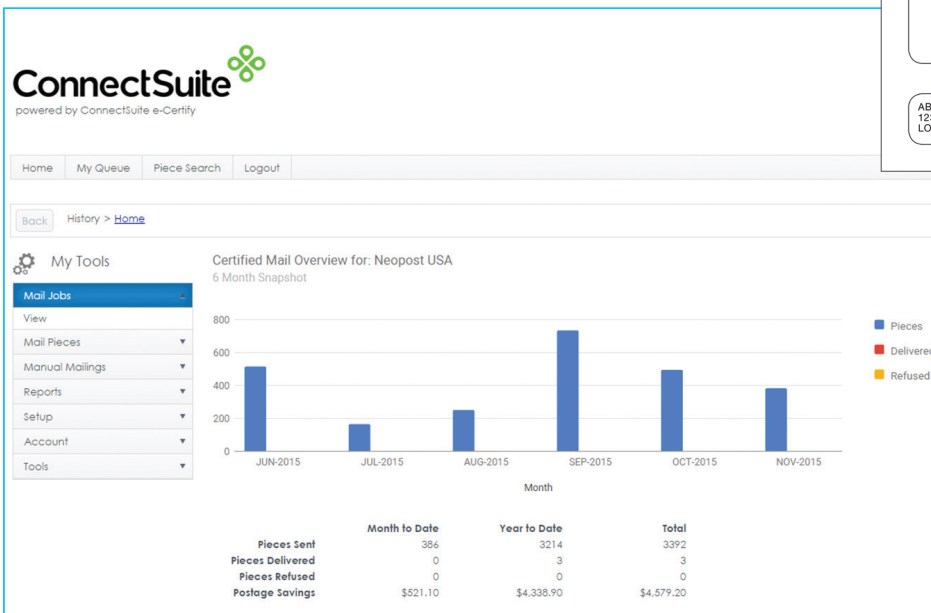 ConnectSuite
powered by ConnectSuite e-Certify
AB
123
LO
Home My Queue Piece Search Logout
Back History > Home
My Tools
Mail Jobs
View
Mail Pieces
Manual Mailings
Reports
Setup
Account
Tools
Certified Mail Overview for: Neopost USA
6 Month Snapshot
800
600
400
200
0
JUN-2015 JUL-2015 AUG-2015 SEP-2015 OCT-2015 NOV-2015
Month
Pieces
Delivered
Refused
Month to Date Year to Date Total
Pieces Sent 386 3214 3392
Pieces Delivered 0 3 3
Pieces Refused 0 0 0
Postage Savings $521.10 $4,338.90 $4,579.20